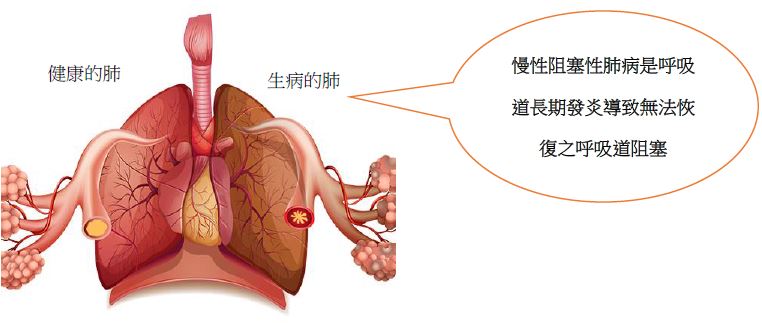 健康的肺
生病的肺
慢性阻塞性肺病是呼吸
道長期發炎導致無法恢
復之呼吸道阻塞